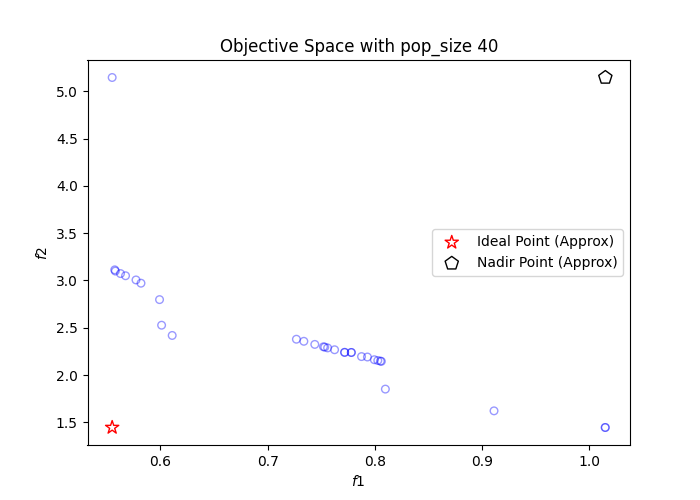 Objective Space with pop_size 40
5.0
4.5
4.0
3.5
3.0
2.5
2.0
1.5
f2
Ideal Point (Approx)
Nadir Point (Approx)
0.6 0.7 0.8 0.9 1.0
f1